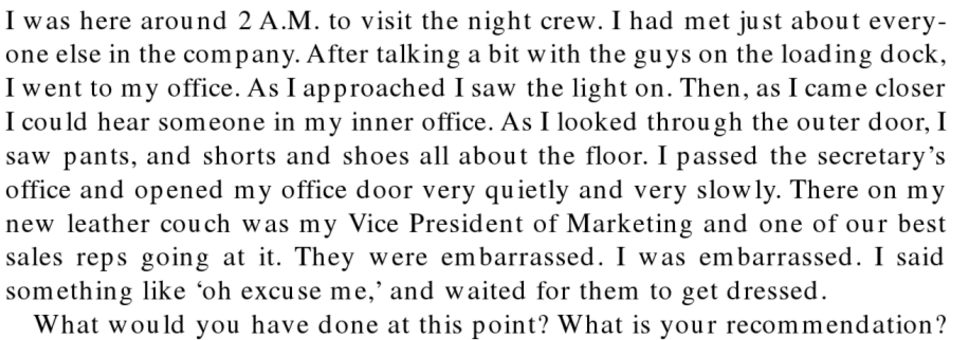 I was here around 2 A.M. to visit the night crew. I had met just about every-
one else in the company. After talking a bit with the guys on the loading dock,
I went to my office. As I approached I saw the light on. Then, as I came closer
I could hear someone in my inner office. As I looked through the outer door, I
saw pants, and shorts and shoes all about the floor. I passed the secretary’s
office and opened my office door very quietly and very slowly. There on my
new leather couch was my Vice President of Marketing and one of our best
sales reps going at it. They were embarrassed. I was embarrassed. I said
something like ‘oh excuse me,’ and waited for them to get dressed.
What would you have done at this point? What is your recommendation?